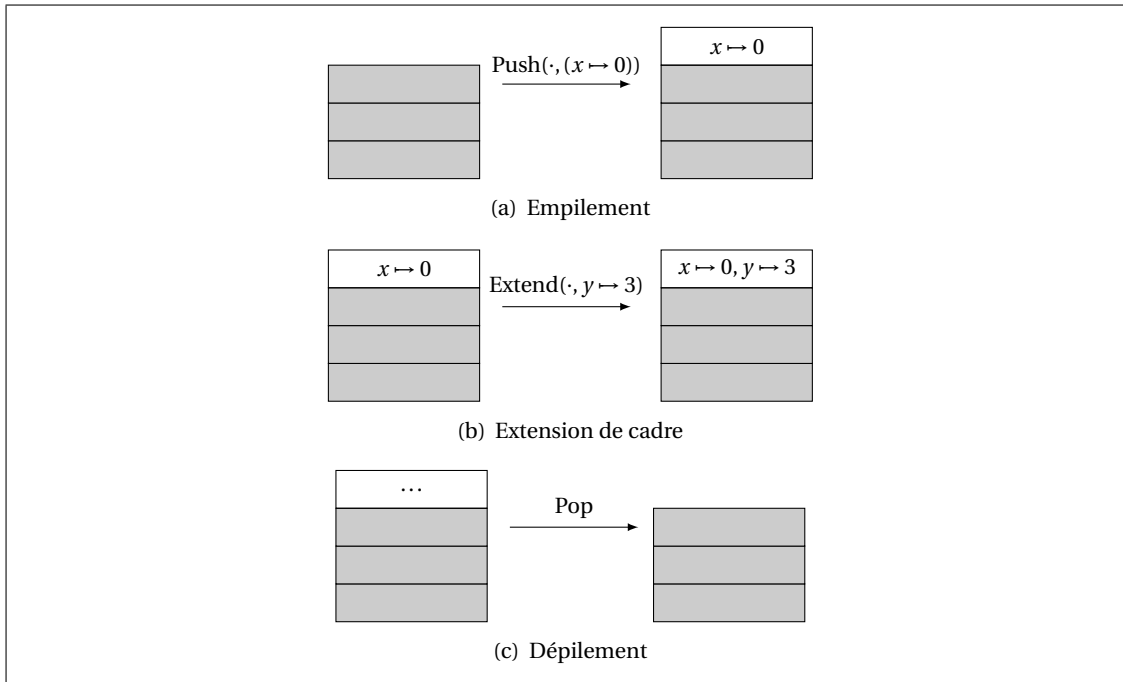 x ↦ 0
Push(·, (x ↦ 0))
(a) Empilement
x ↦ 0
Extend(·, y ↦ 3)
x ↦ 0, y ↦ 3
(b) Extension de cadre
···
Pop
(c) Dépilement